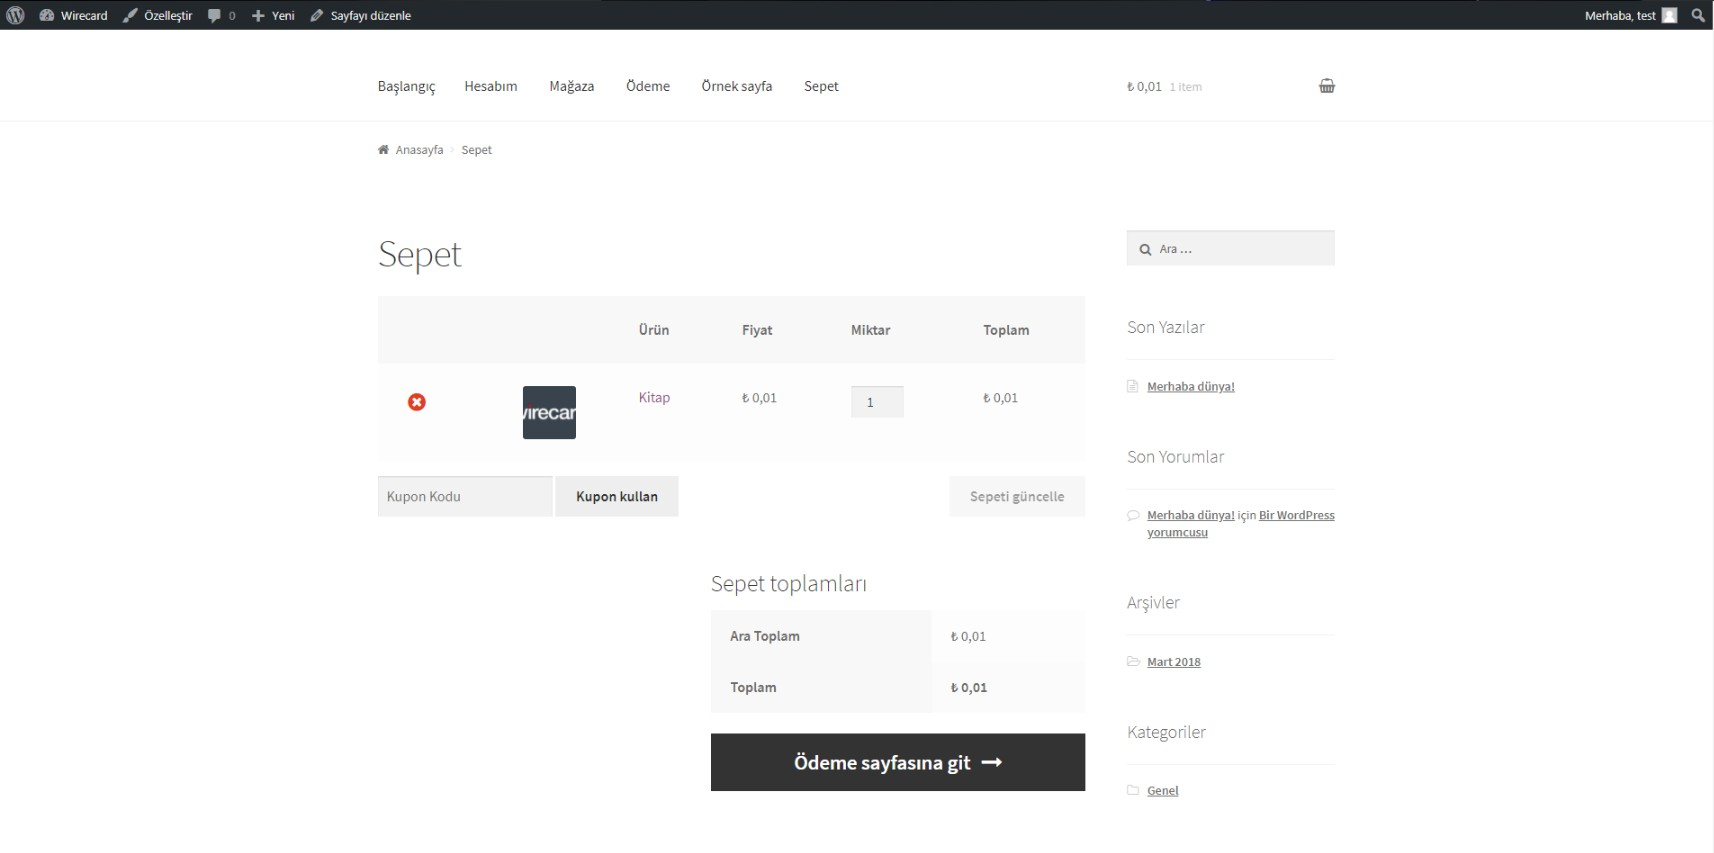 Wirecard Özelleştir 0 Yeni Sayfayı düzenle Merhaba, test
Başlangıç Hesabım Mağaza Ödeme Örnek sayfa Sepet ₺ 0,01 1 item
Anasayfa Sepet
Sepet
Ürün Fiyat Miktar Toplam
virecar Kitap ₺ 0,01 1 ₺ 0,01
Kupon Kodu Kupon kullan Sepeti güncelle
Sepet toplamları
Ara Toplam ₺ 0,01
Toplam ₺ 0,01
Ödeme sayfasına git
Ara …
Son Yazılar
Merhaba dünya!
Son Yorumlar
Merhaba dünya! için Bir WordPress
yorumcusu
Arşivler
Mart 2018
Kategoriler
Genel